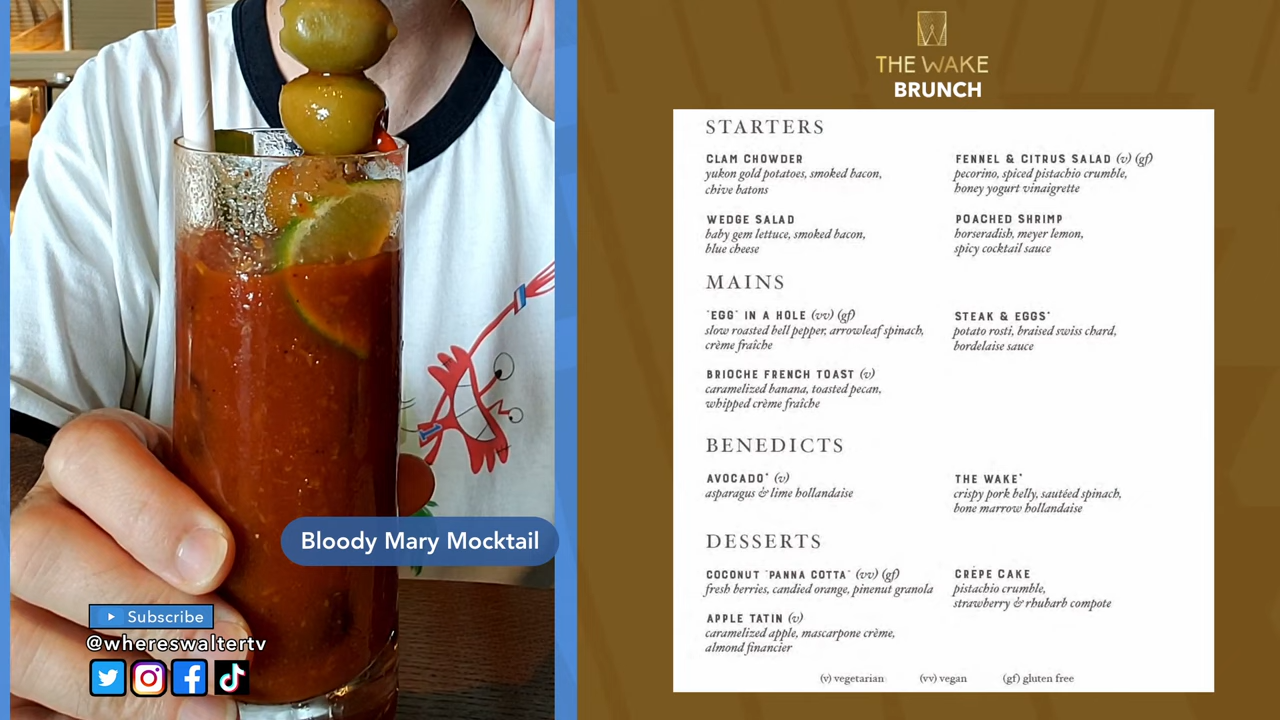 Bloody Mary Mocktail
Subscribe
@whereswaltertv
THE WAKE
BRUNCH
STARTERS
CLAM CHOWDER
yukon gold potatoes, smoked bacon,
chive batons
FENNEL & CITRUS SALAD (v) (gf)
pecorino, spiced pistachio crumble,
honey yogurt vinaigrette
WEDGE SALAD
baby gem lettuce, smoked bacon,
blue cheese
POACHED SHRIMP
horseradish, meyer lemon,
spicy cocktail sauce
MAINS
"EGG" IN A HOLE (vv) (gf)
slow roasted bell pepper, arrowleaf spinach,
crème fraîche
STEAK & EGGS*
potato rosti, braised swiss chard,
bordelaise sauce
BRIOCHE FRENCH TOAST (v)
caramelized banana, toasted pecan,
whipped crème fraîche
BENEDICTS
AVOCADO* (v)
asparagus & lime hollandaise
THE WAKE*
crispy pork belly, sautéed spinach,
bone marrow hollandaise
DESSERTS
COCONUT "PANNA COTTA" (vv) (gf)
fresh berries, candied orange, pinenut granola
CRÊPE CAKE
pistachio crumble,
strawberry & rhubarb compote
APPLE TATIN (v)
caramelized apple, mascarpone crème,
almond financier
(v) vegetarian (vv) vegan (gf) gluten free